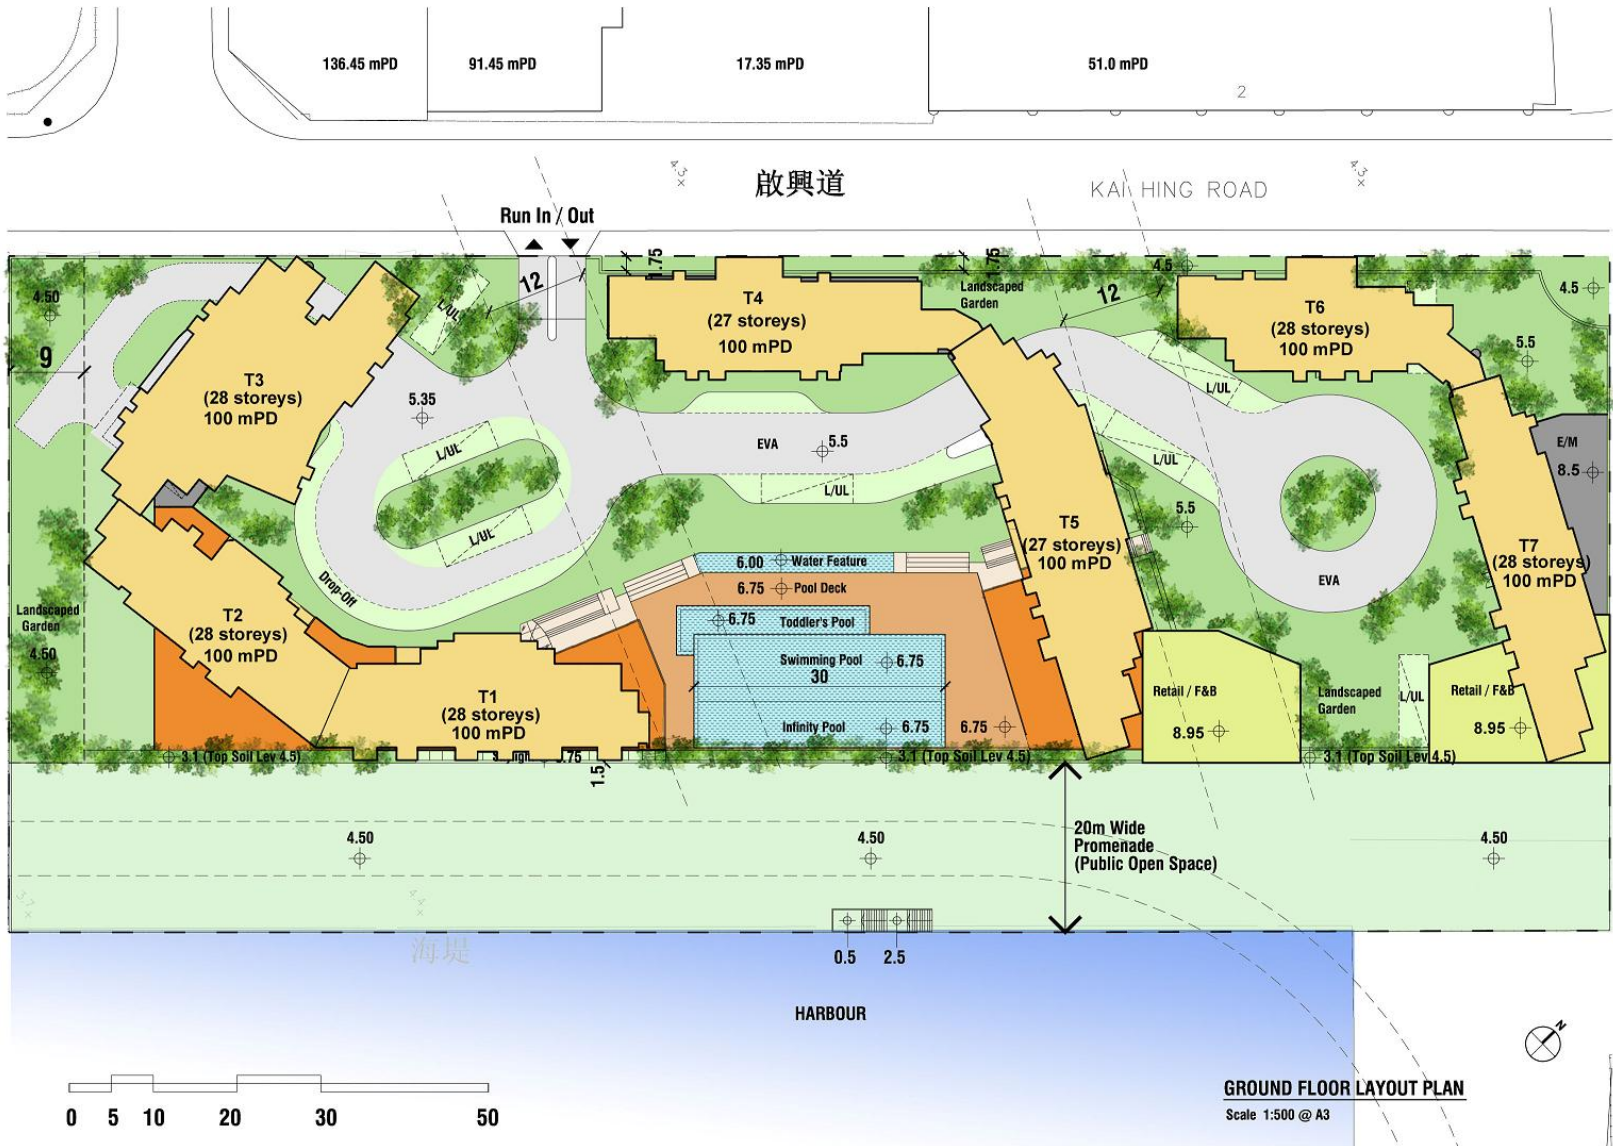 136.45 mPD
91.45 mPD
17.35 mPD
51.0 mPD
2
4.3
4.3
啟興道
KAI HING ROAD
Run In / Out
1.75
1.75
4.5
4.50
L/UL
12
Landscaped
Garden
12
4.5
T4
(27 storeys)
100 mPD
T6
(28 storeys)
100 mPD
9
5.5
T3
(28 storeys)
100 mPD
5.35
L/UL
L/UL
EVA
5.5
E/M
8.5
L/UL
L/UL
L/UL
5.5
T5
(27 storeys)
100 mPD
T7
(28 storeys)
100 mPD
6.00
Water Feature
6.75
Pool Deck
EVA
Drop-Off
Landscaped
Garden
4.50
T2
(28 storeys)
100 mPD
6.75
Toddler's Pool
Swimming Pool
6.75
30
T1
(28 storeys)
100 mPD
Infinity Pool
6.75
6.75
Retail / F&B
8.95
Landscaped
Garden
L/UL
Retail / F&B
8.95
3.1 (Top Soil Lev 4.5)
1.5
3.1 (Top Soil Lev 4.5)
3.1 (Top Soil Lev 4.5)
4.50
4.50
4.50
20m Wide
Promenade
(Public Open Space)
3.7
4.4
海堤
0.5
2.5
HARBOUR
N
0 5 10 20 30 50
GROUND FLOOR LAYOUT PLAN
Scale 1:500 @ A3